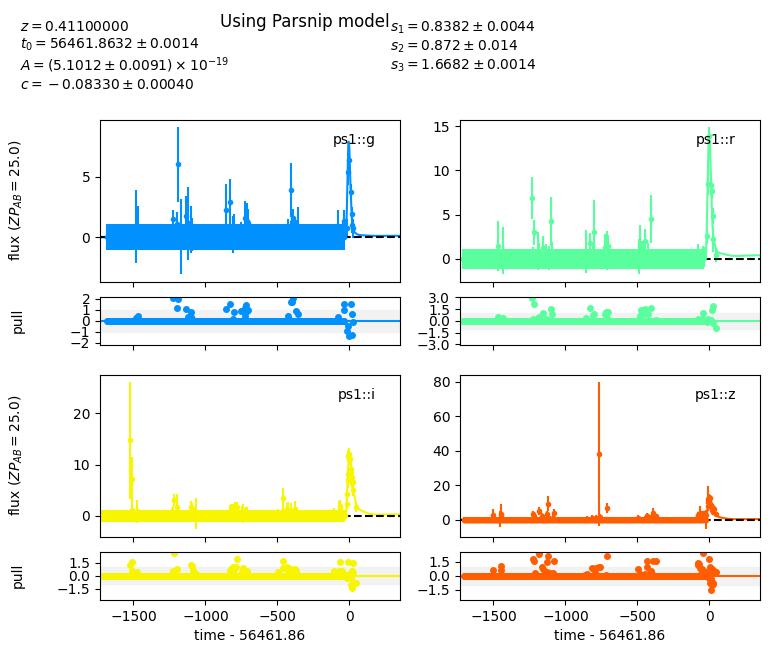 Using Parsnip model
z = 0.41100000
t0 = 56461.8632 ± 0.0014
A = (5.1012 ± 0.0091) × 10^−19
c = −0.08330 ± 0.00040
s1 = 0.8382 ± 0.0044
s2 = 0.872 ± 0.014
s3 = 1.6682 ± 0.0014
flux (ZP_AB = 25.0)
ps1::g
5
0
ps1::r
15
10
5
0
pull
2
1
0
−1
−2
3.0
1.5
0.0
−1.5
−3.0
flux (ZP_AB = 25.0)
ps1::i
20
10
0
ps1::z
80
60
40
20
0
pull
1.5
0.0
−1.5
1.5
0.0
−1.5
−1500 −1000 −500 0
−1500 −1000 −500 0
time - 56461.86
time - 56461.86